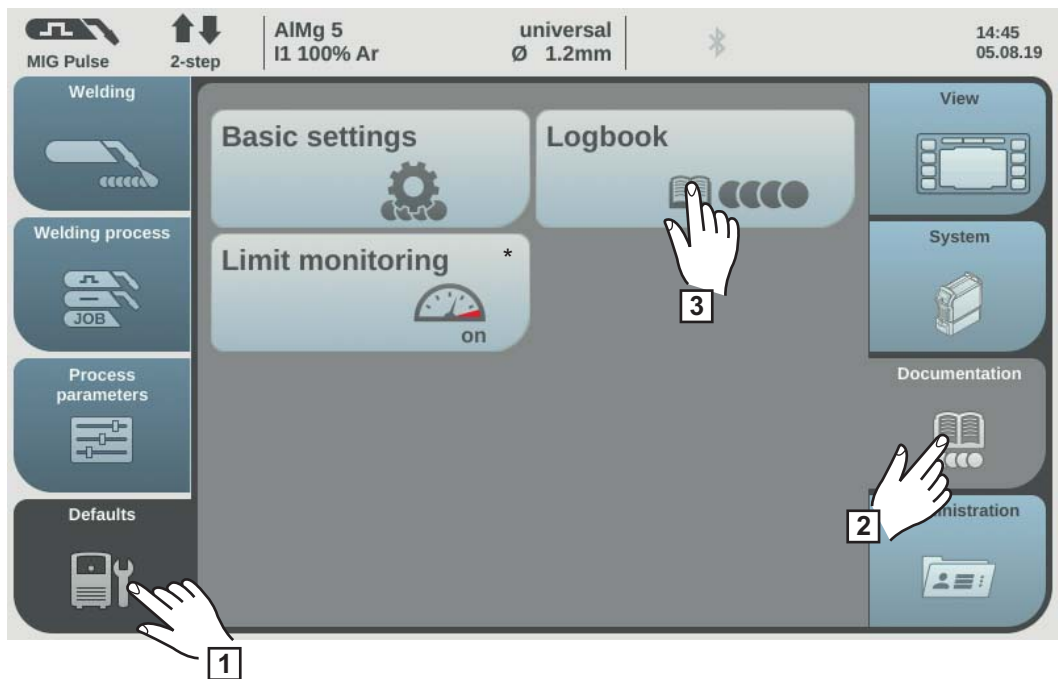 MIG Pulse
2-step
AlMg 5
I1 100% Ar
universal
Ø 1.2mm
14:45
05.08.19
Welding
Welding process
JOB
Process
parameters
Defaults
Basic settings
Logbook
Limit monitoring *
on
View
System
Documentation
1
2
3